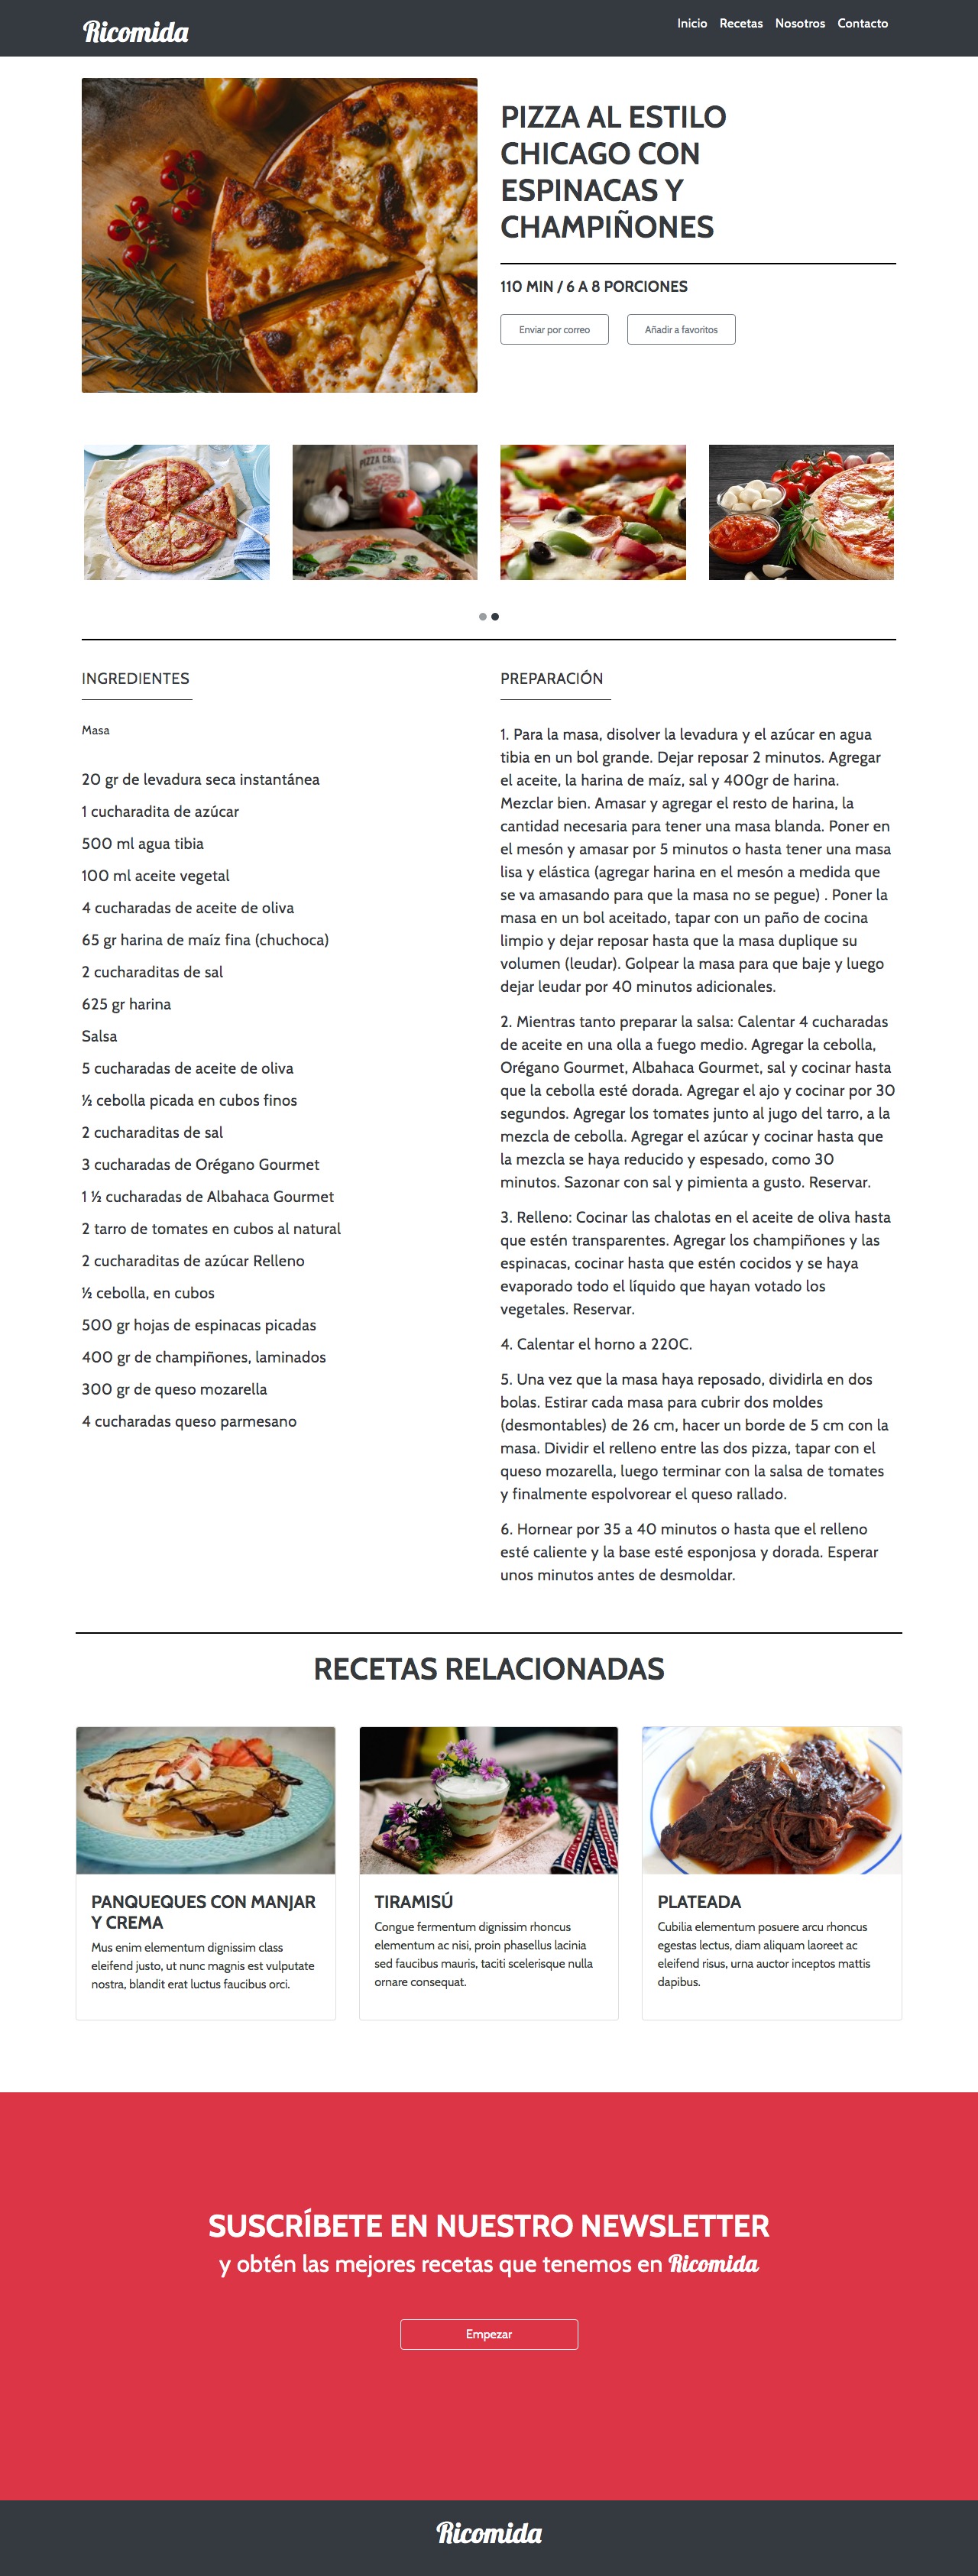 Ricomida
Inicio Recetas Nosotros Contacto
PIZZA AL ESTILO
CHICAGO CON
ESPINACAS Y
CHAMPIÑONES
110 MIN / 6 A 8 PORCIONES
Enviar por correo
Añadir a favoritos
PIZZA
INGREDIENTES
Masa
20 gr de levadura seca instantánea
1 cucharadita de azúcar
500 ml agua tibia
100 ml aceite vegetal
4 cucharadas de aceite de oliva
65 gr harina de maíz fina (chuchoca)
2 cucharaditas de sal
625 gr harina
Salsa
5 cucharadas de aceite de oliva
½ cebolla picada en cubos finos
2 cucharaditas de sal
3 cucharadas de Orégano Gourmet
1 ½ cucharadas de Albahaca Gourmet
2 tarro de tomates en cubos al natural
2 cucharaditas de azúcar Relleno
½ cebolla, en cubos
500 gr hojas de espinacas picadas
400 gr de champiñones, laminados
300 gr de queso mozarella
4 cucharadas queso parmesano
PREPARACIÓN
1. Para la masa, disolver la levadura y el azúcar en agua
tibia en un bol grande. Dejar reposar 2 minutos. Agregar
el aceite, la harina de maíz, sal y 400gr de harina.
Mezclar bien. Amasar y agregar el resto de harina, la
cantidad necesaria para tener una masa blanda. Poner en
el mesón y amasar por 5 minutos o hasta tener una masa
lisa y elástica (agregar harina en el mesón a medida que
se va amasando para que la masa no se pegue) . Poner la
masa en un bol aceitado, tapar con un paño de cocina
limpio y dejar reposar hasta que la masa duplique su
volumen (leudar). Golpear la masa para que baje y luego
dejar leudar por 40 minutos adicionales.
2. Mientras tanto preparar la salsa: Calentar 4 cucharadas
de aceite en una olla a fuego medio. Agregar la cebolla,
Orégano Gourmet, Albahaca Gourmet, sal y cocinar hasta
que la cebolla esté dorada. Agregar el ajo y cocinar por 30
segundos. Agregar los tomates junto al jugo del tarro, a la
mezcla de cebolla. Agregar el azúcar y cocinar hasta que
la mezcla se haya reducido y espesado, como 30
minutos. Sazonar con sal y pimienta a gusto. Reservar.
3. Relleno: Cocinar las chalotas en el aceite de oliva hasta
que estén transparentes. Agregar los champiñones y las
espinacas, cocinar hasta que estén cocidos y se haya
evaporado todo el líquido que hayan votado los
vegetales. Reservar.
4. Calentar el horno a 220C.
5. Una vez que la masa haya reposado, dividirla en dos
bolas. Estirar cada masa para cubrir dos moldes
(desmontables) de 26 cm, hacer un borde de 5 cm con la
masa. Dividir el relleno entre las dos pizza, tapar con el
queso mozarella, luego terminar con la salsa de tomates
y finalmente espolvorear el queso rallado.
6. Hornear por 35 a 40 minutos o hasta que el relleno
esté caliente y la base esté esponjosa y dorada. Esperar
unos minutos antes de desmoldar.
RECETAS RELACIONADAS
PANQUEQUES CON MANJAR
Y CREMA
Mus enim elementum dignissim class
eleifend justo, ut nunc magnis est vulputate
nostra, blandit erat luctus faucibus orci.
TIRAMISÚ
Congue fermentum dignissim rhoncus
elementum ac nisi, proin phasellus lacinia
sed faucibus mauris, taciti scelerisque nulla
ornare consequat.
PLATEADA
Cubilia elementum posuere arcu rhoncus
egestas lectus, diam aliquam laoreet ac
eleifend risus, urna auctor inceptos mattis
dapibus.
SUSCRÍBETE EN NUESTRO NEWSLETTER
y obtén las mejores recetas que tenemos en Ricomida
Empezar
Ricomida